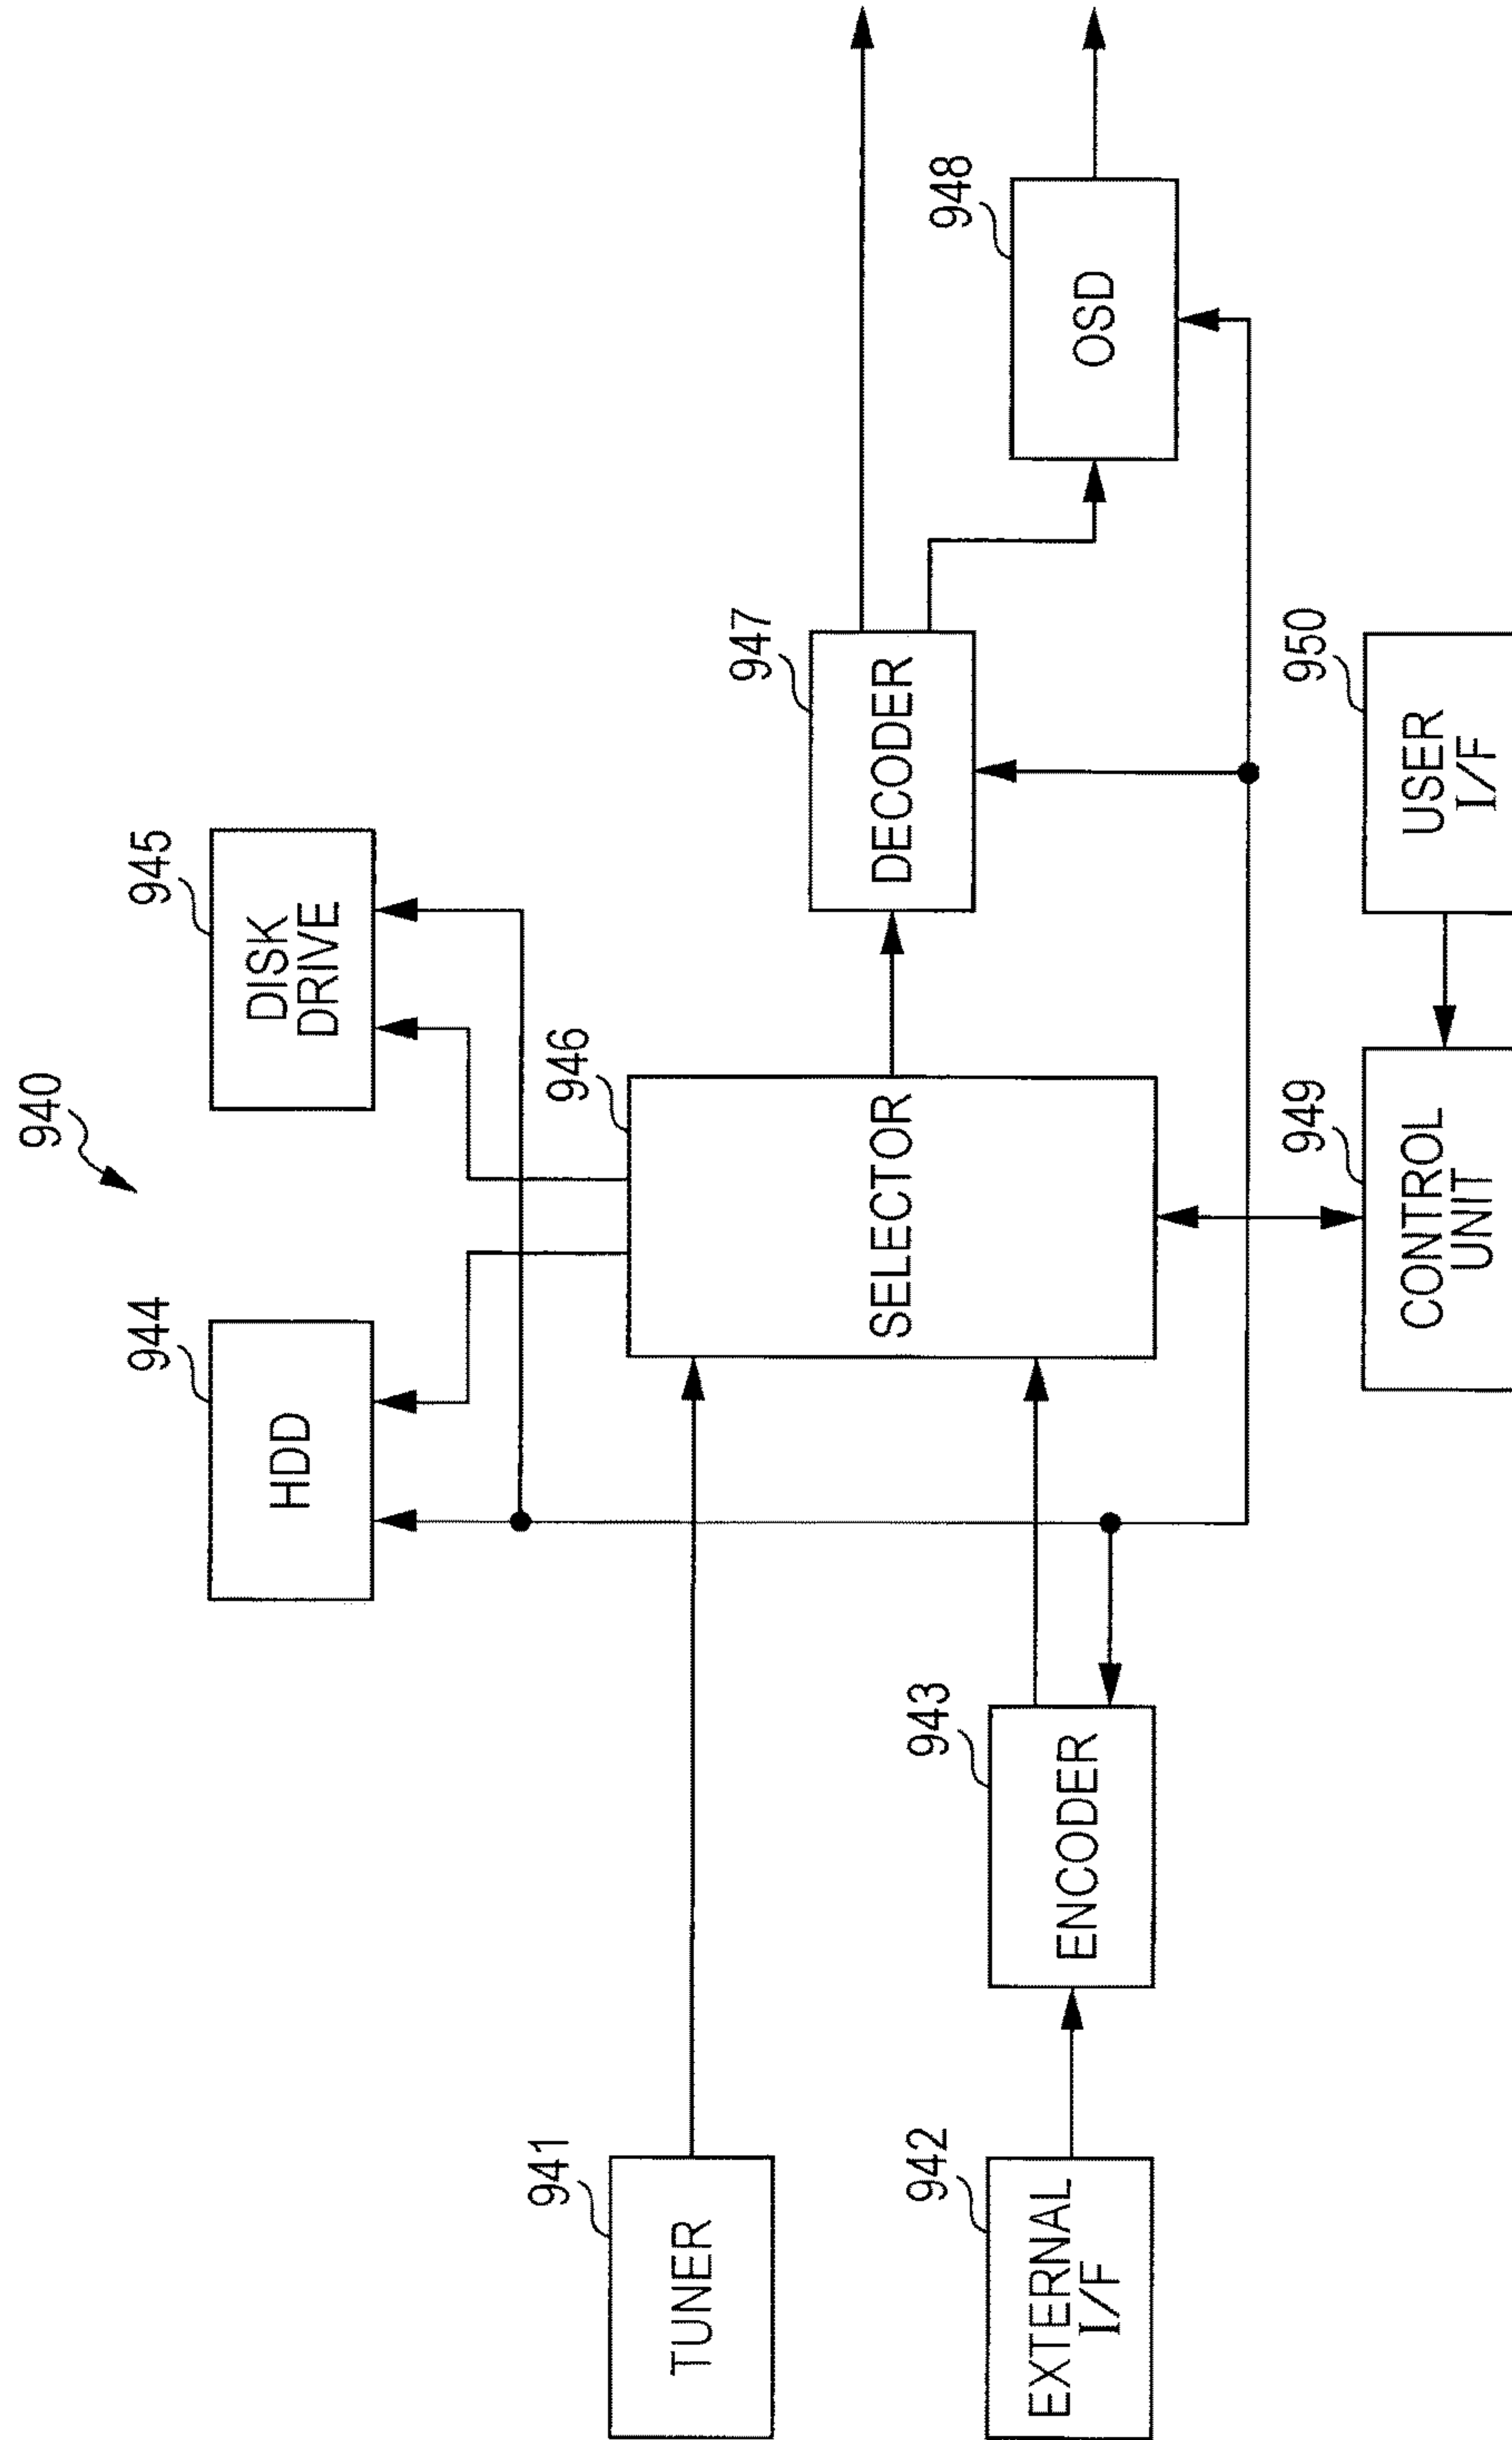 940
944
HDD
945
DISK
DRIVE
941
TUNER
946
SELECTOR
947
DECODER
948
OSD
942
EXTERNAL
I/F
943
ENCODER
949
CONTROL
UNIT
950
USER
I/F